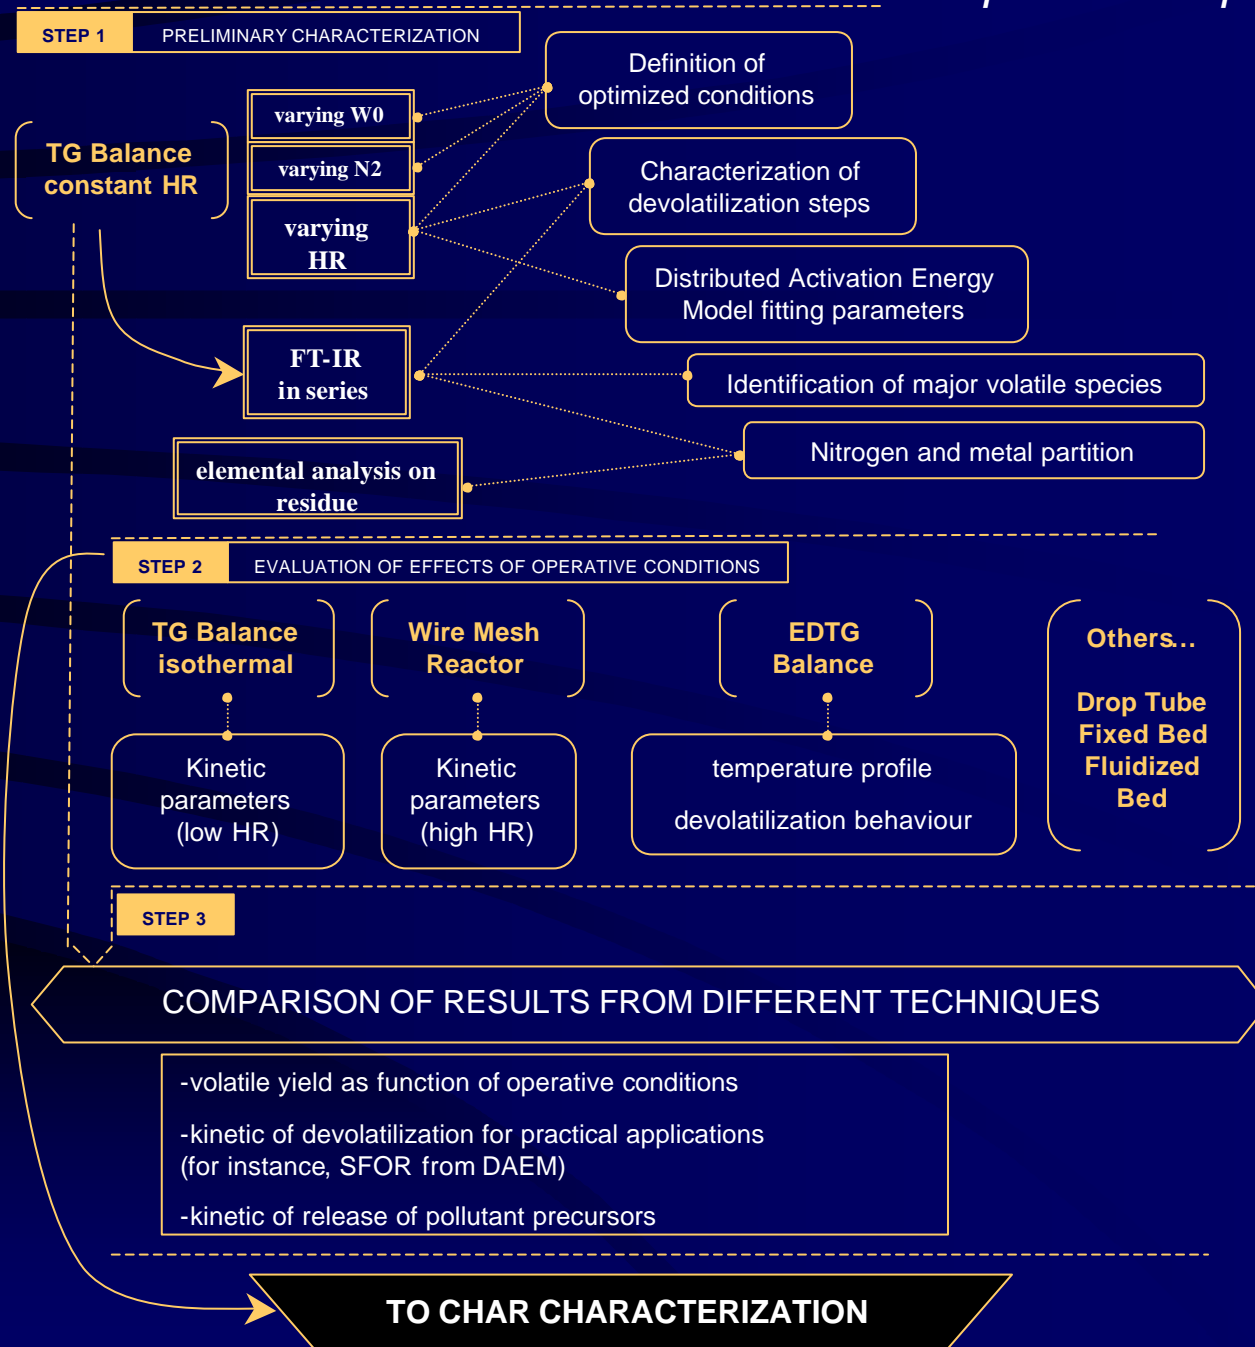 STEP 1
PRELIMINARY CHARACTERIZATION
TG Balance
constant HR
varying W0
varying N2
varying
HR
FT-IR
in series
elemental analysis on
residue
Definition of
optimized conditions
Characterization of
devolatilization steps
Distributed Activation Energy
Model fitting parameters
Identification of major volatile species
Nitrogen and metal partition
STEP 2
EVALUATION OF EFFECTS OF OPERATIVE CONDITIONS
TG Balance
isothermal
Kinetic
parameters
(low HR)
Wire Mesh
Reactor
Kinetic
parameters
(high HR)
EDTG
Balance
temperature profile
devolatilization behaviour
Others...
Drop Tube
Fixed Bed
Fluidized
Bed
STEP 3
COMPARISON OF RESULTS FROM DIFFERENT TECHNIQUES
-volatile yield as function of operative conditions
-kinetic of devolatilization for practical applications
(for instance, SFOR from DAEM)
-kinetic of release of pollutant precursors
TO CHAR CHARACTERIZATION